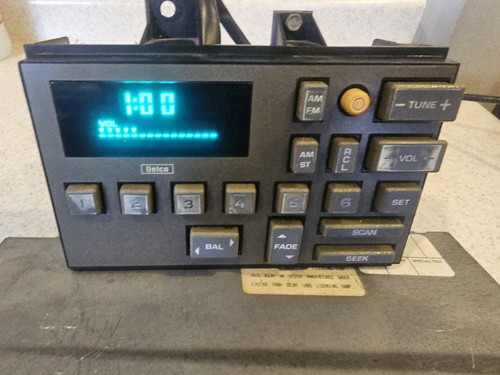 1:00
VOL
AM
FM
− TUNE +
Delco
AM
ST
RCL
− VOL
1 2 3 4 5 6 SET
BAL
FADE
SCAN
SEEK